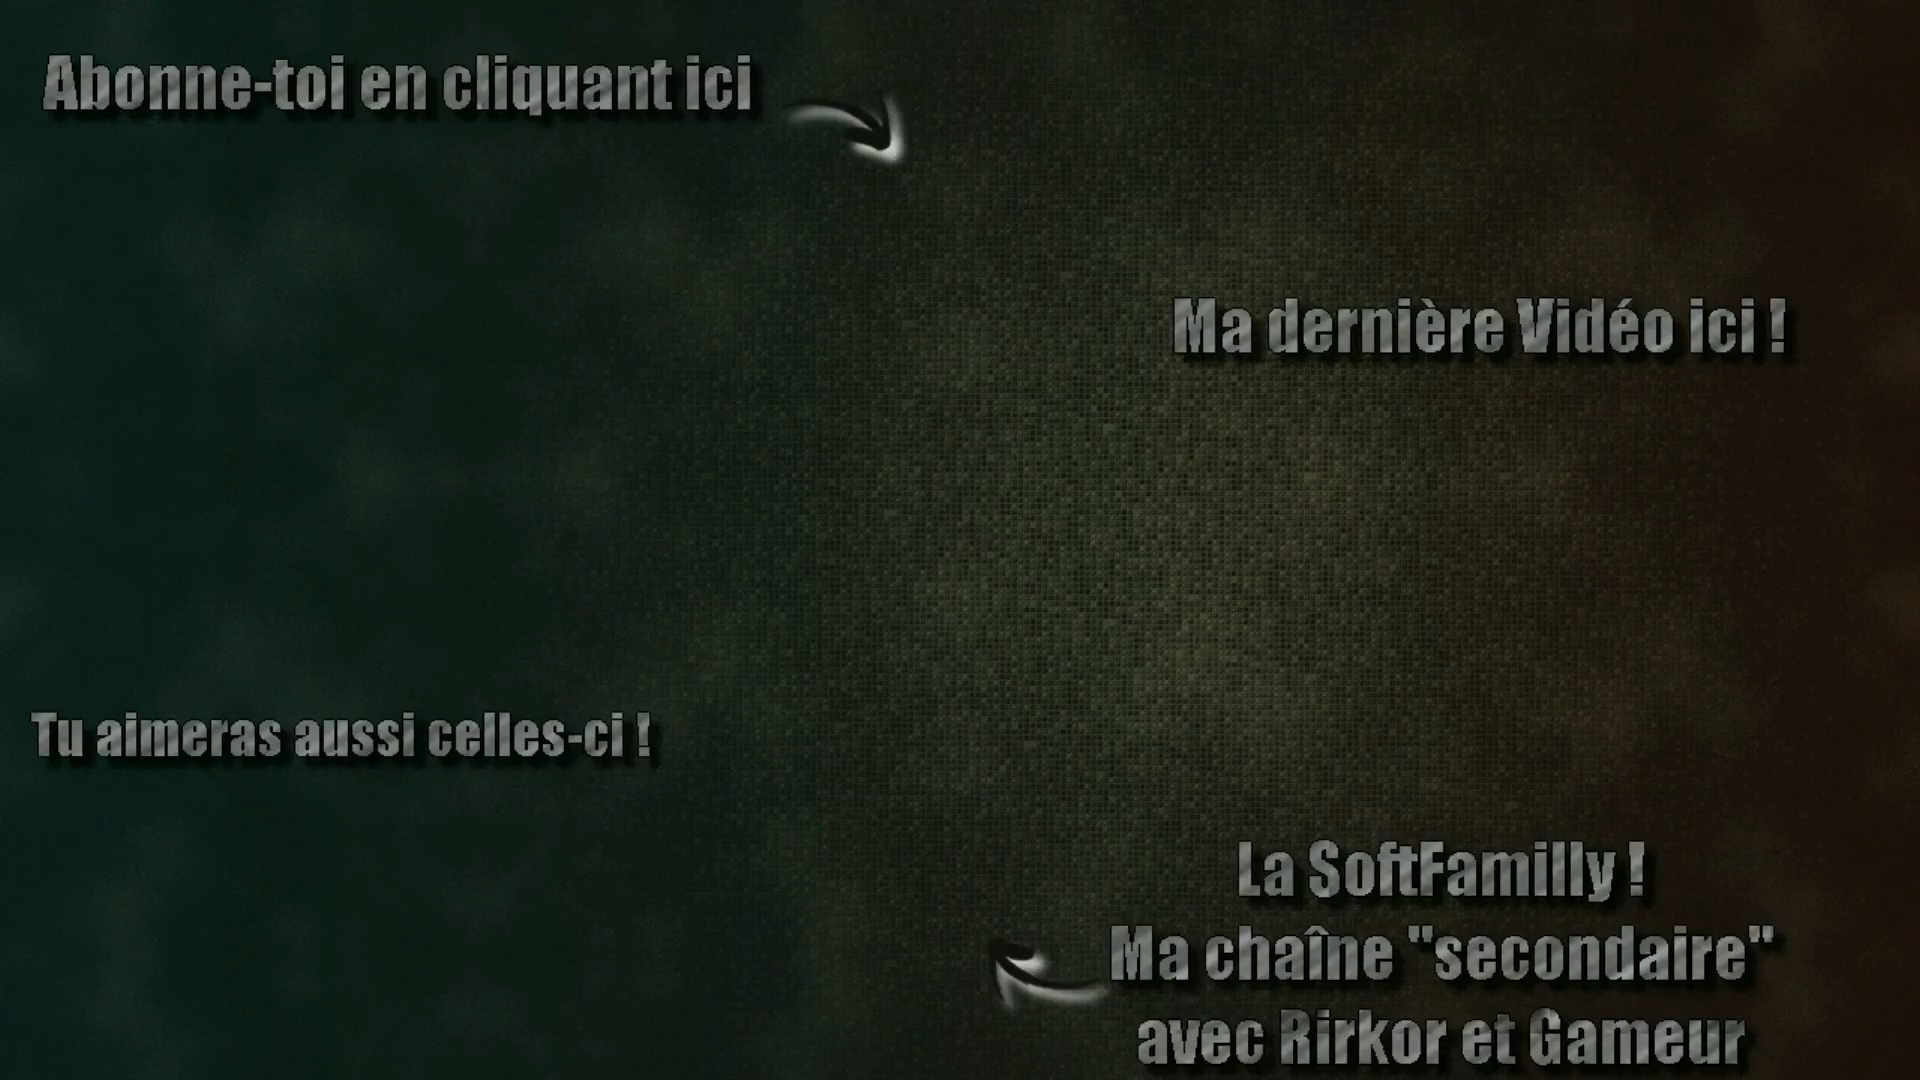 Abonne-toi en cliquant ici
Ma dernière Vidéo ici !
Tu aimeras aussi celles-ci !
La SoftFamilly !
Ma chaîne "secondaire"
avec Rirkor et Gameur